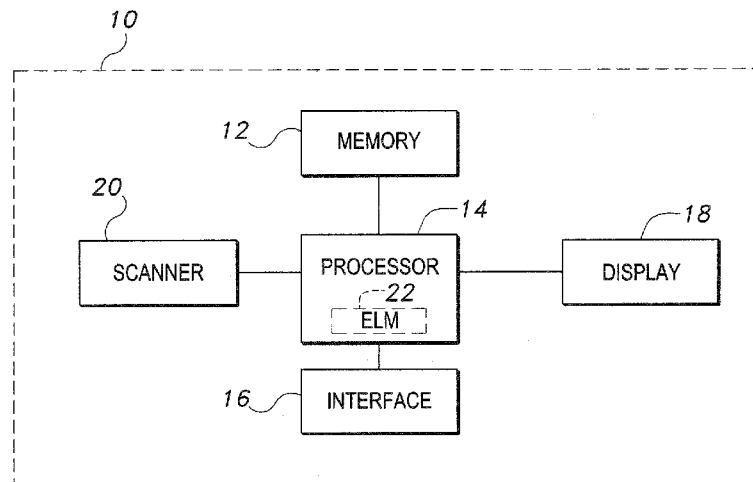 10
12
MEMORY
20
14
18
SCANNER
PROCESSOR
DISPLAY
22
ELM
16
INTERFACE